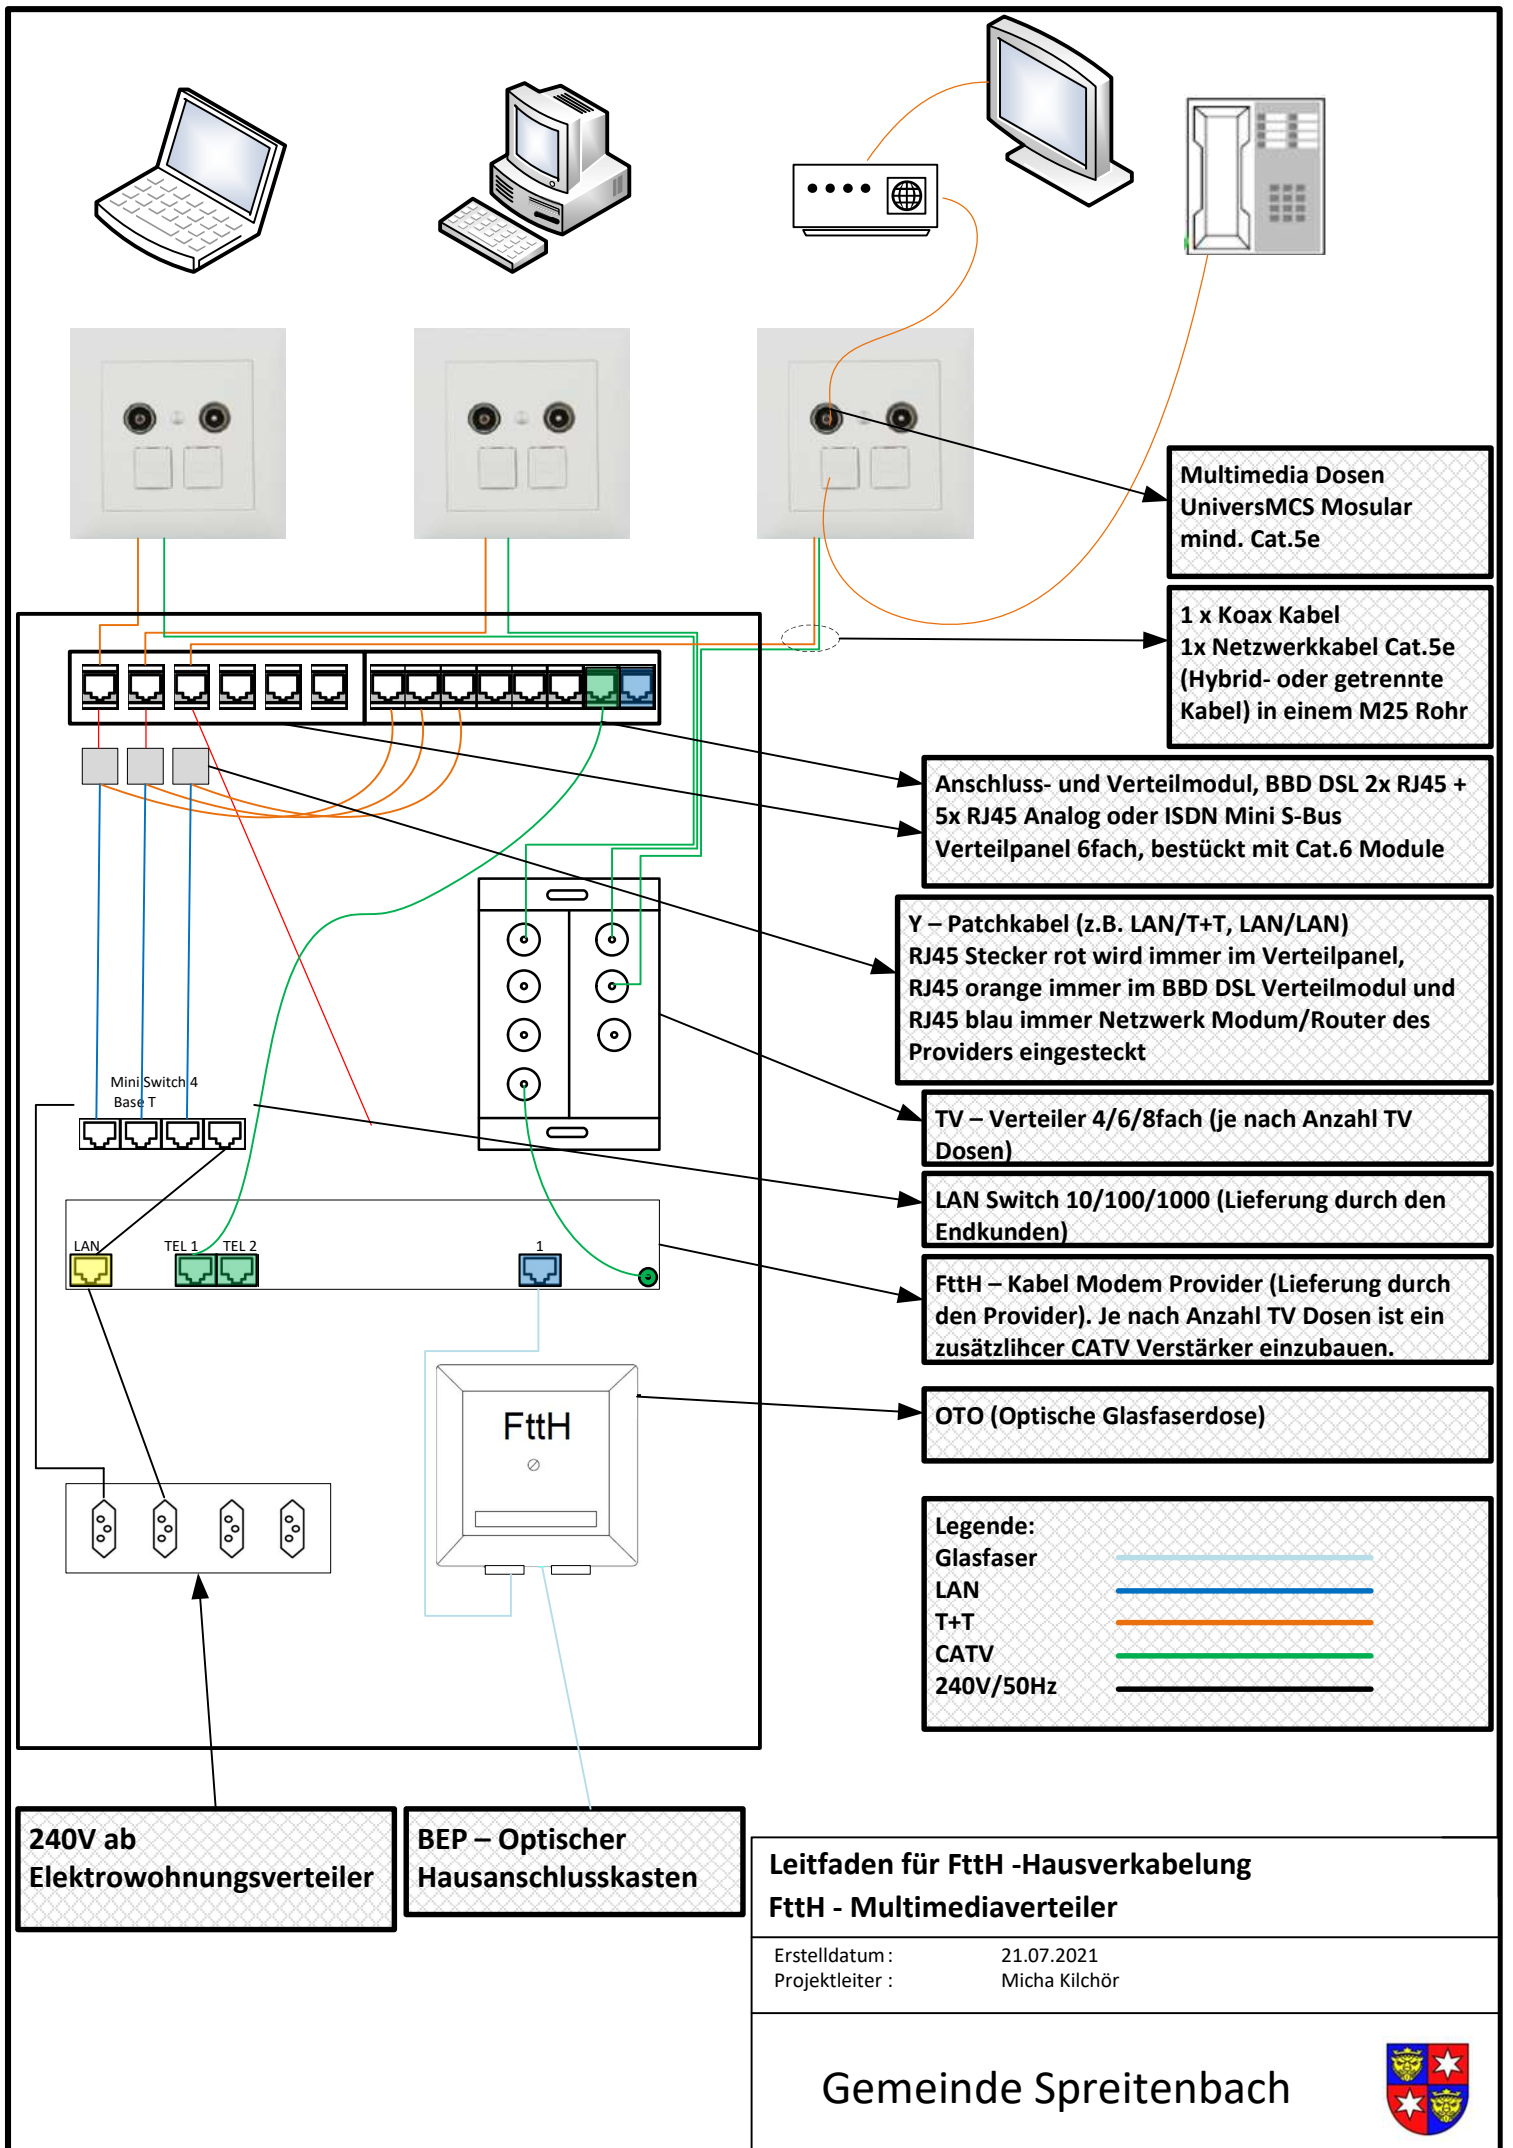 Multimedia Dosen
UniversMCS Mosular
mind. Cat.5e
1 x Koax Kabel
1x Netzwerkkabel Cat.5e
(Hybrid- oder getrennte
Kabel) in einem M25 Rohr
Anschluss- und Verteilmodul, BBD DSL 2x RJ45 +
5x RJ45 Analog oder ISDN Mini S-Bus
Verteilpanel 6fach, bestückt mit Cat.6 Module
Y – Patchkabel (z.B. LAN/T+T, LAN/LAN)
RJ45 Stecker rot wird immer im Verteilpanel,
RJ45 orange immer im BBD DSL Verteilmodul und
RJ45 blau immer Netzwerk Modum/Router des
Providers eingesteckt
Mini Switch 4
Base T
TV – Verteiler 4/6/8fach (je nach Anzahl TV
Dosen)
LAN Switch 10/100/1000 (Lieferung durch den
Endkunden)
LAN TEL 1 TEL 2 1
FttH – Kabel Modem Provider (Lieferung durch
den Provider). Je nach Anzahl TV Dosen ist ein
zusätzlihcer CATV Verstärker einzubauen.
FttH
OTO (Optische Glasfaserdose)
Legende:
Glasfaser
LAN
T+T
CATV
240V/50Hz
240V ab
Elektrowohnungsverteiler
BEP – Optischer
Hausanschlusskasten
Leitfaden für FttH -Hausverkabelung
FttH - Multimediaverteiler
Erstelldatum : 21.07.2021
Projektleiter : Micha Kilchör
Gemeinde Spreitenbach